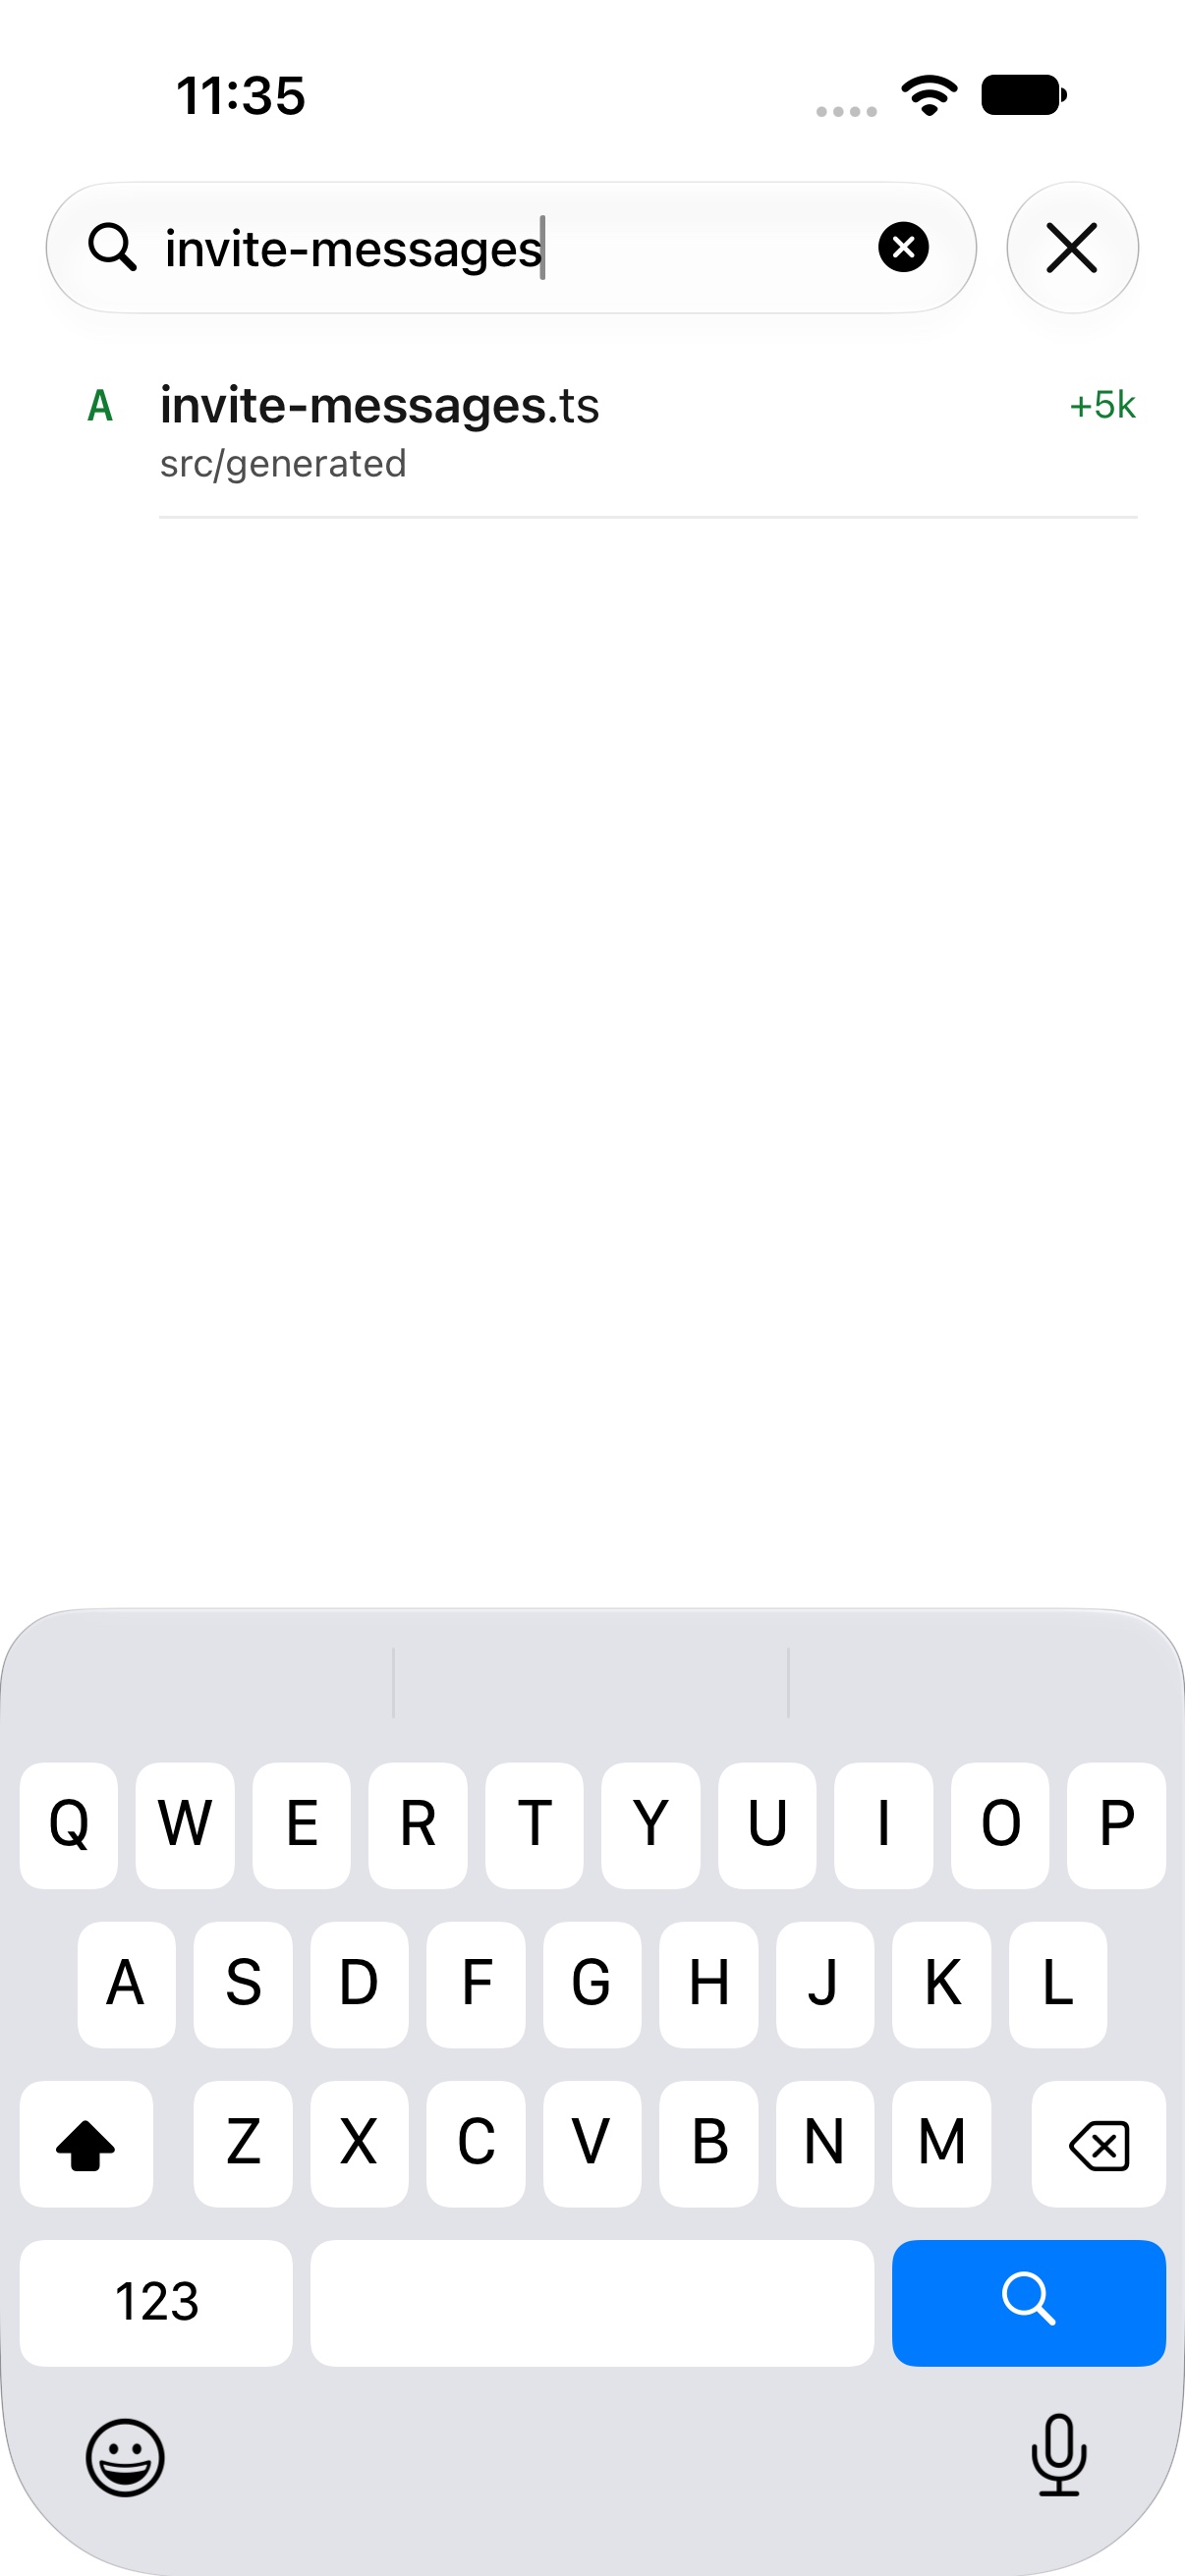 11:35
invite-messages
A invite-messages.ts +5k
src/generated
Q W E R T Y U I O P
A S D F G H J K L
Z X C V B N M
123